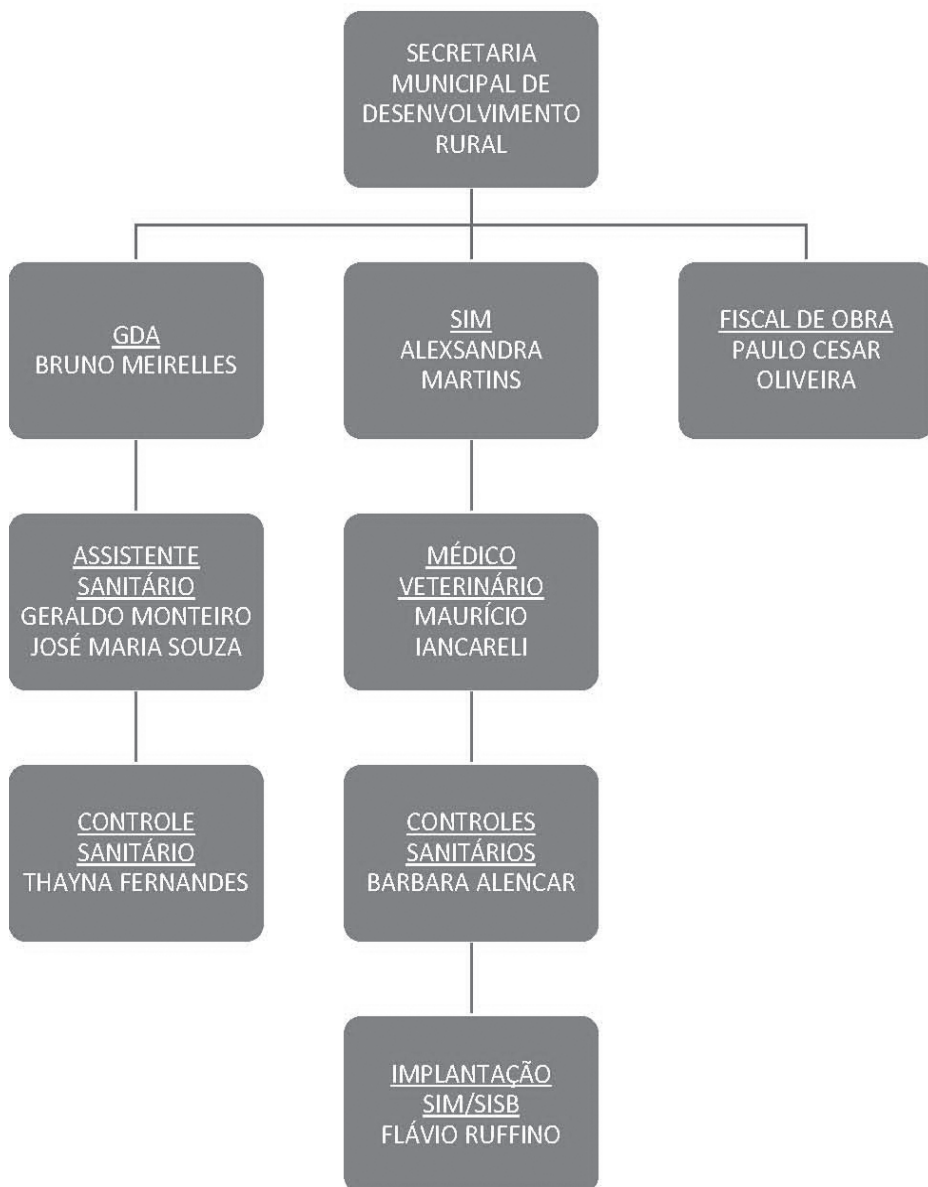 SECRETARIA
MUNICIPAL DE
DESENVOLVIMENTO
RURAL
GDA
BRUNO MEIRELLES
SIM
ALEXSANDRA
MARTINS
FISCAL DE OBRA
PAULO CESAR
OLIVEIRA
ASSISTENTE
SANITÁRIO
GERALDO MONTEIRO
JOSÉ MARIA SOUZA
MÉDICO
VETERINÁRIO
MAURÍCIO
IANCARELI
CONTROLE
SANITÁRIO
THAYNA FERNANDES
CONTROLES
SANITÁRIOS
BARBARA ALENCAR
IMPLANTAÇÃO
SIM/SISB
FLÁVIO RUFFINO